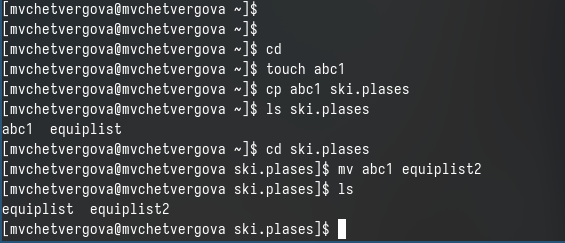 [mvchetvergova@mvchetvergova ~]$
[mvchetvergova@mvchetvergova ~]$
[mvchetvergova@mvchetvergova ~]$ cd
[mvchetvergova@mvchetvergova ~]$ touch abc1
[mvchetvergova@mvchetvergova ~]$ cp abc1 ski.plases
[mvchetvergova@mvchetvergova ~]$ ls ski.plases
abc1  equiplist
[mvchetvergova@mvchetvergova ~]$ cd ski.plases
[mvchetvergova@mvchetvergova ski.plases]$ mv abc1 equiplist2
[mvchetvergova@mvchetvergova ski.plases]$ ls
equiplist  equiplist2
[mvchetvergova@mvchetvergova ski.plases]$